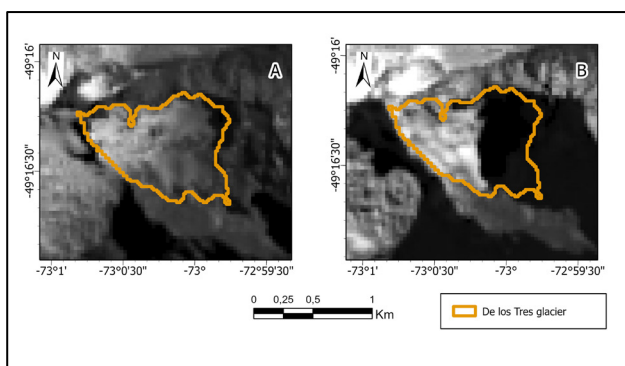 -49°16'
N
A
-49°16'30"
-73°1'
-73°0'30"
-73°
-72°59'30"
-49°16'
N
B
-49°16'30"
-73°1'
-73°0'30"
-73°
-72°59'30"
0 0,25 0,5 1
Km
De los Tres glacier